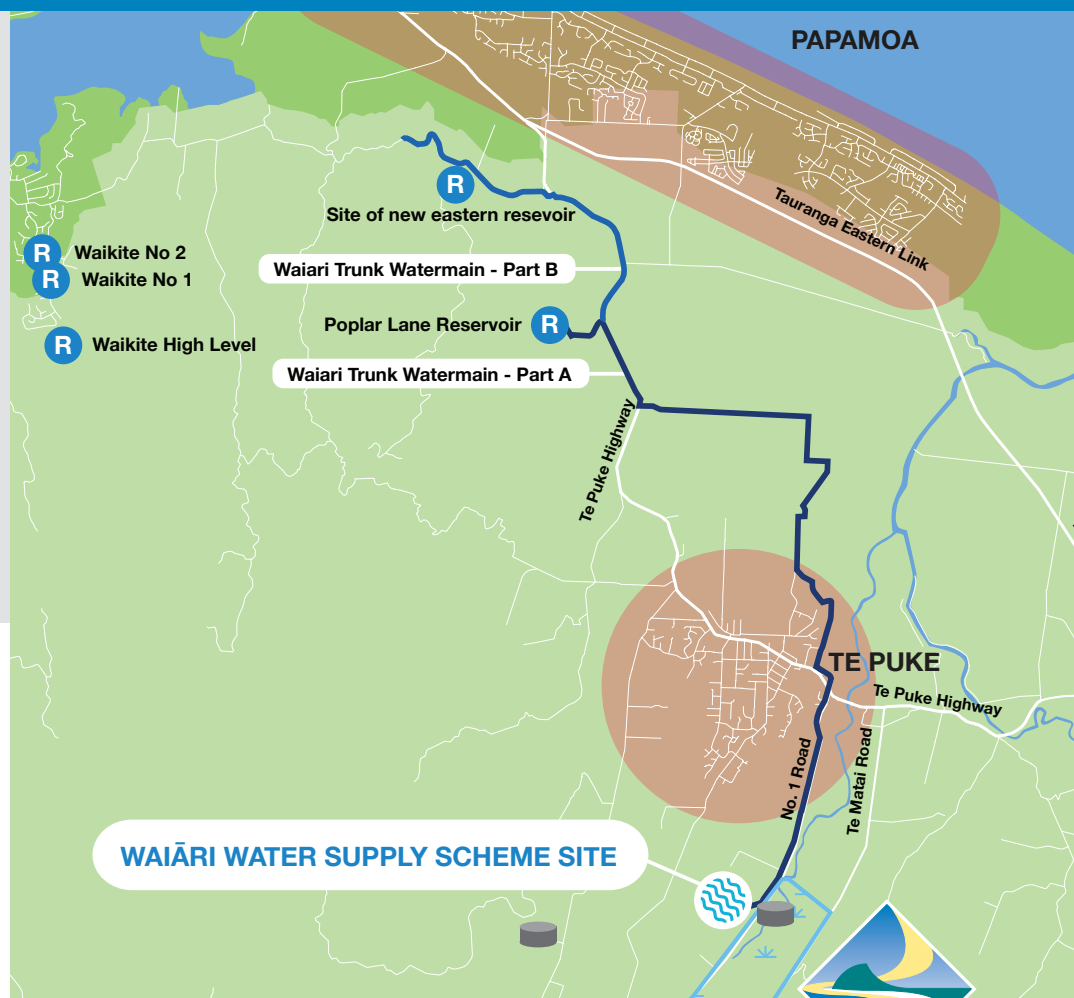 PAPAMOA
R
Site of new eastern resevoir
Tauranga Eastern Link
R
Waikite No 2
R
Waikite No 1
Waiari Trunk Watermain - Part B
Poplar Lane Reservoir
R
R
Waikite High Level
Waiari Trunk Watermain - Part A
Te Puke Highway
TE PUKE
Te Puke Highway
No. 1 Road
Te Matai Road
WAIĀRI WATER SUPPLY SCHEME SITE